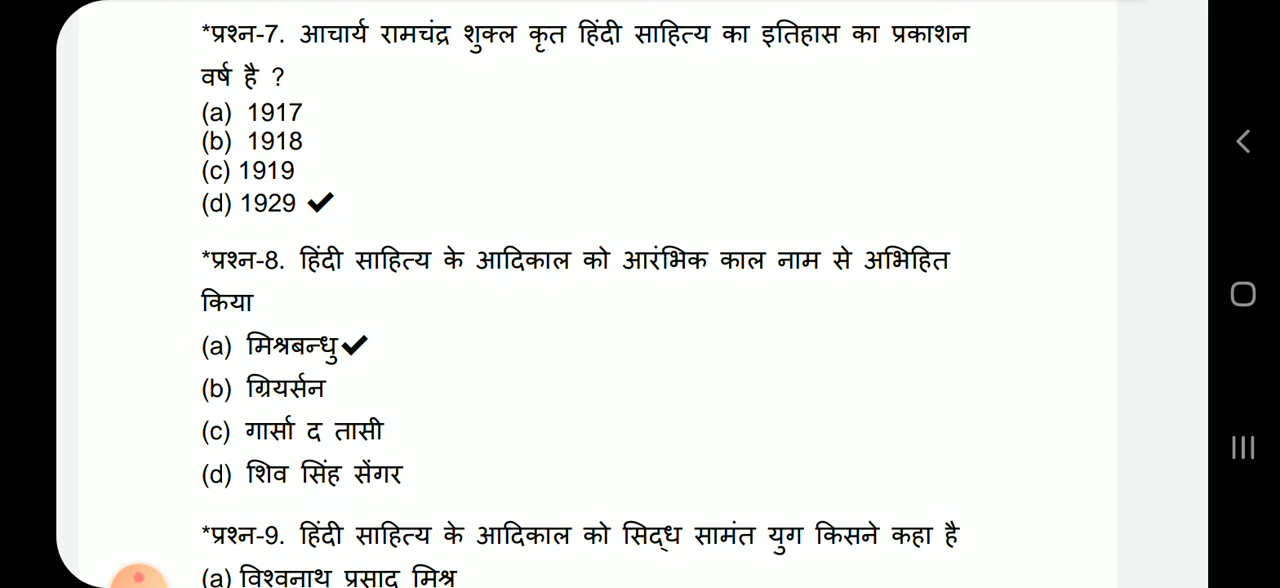 *प्रश्न-7. आचार्य रामचंद्र शुक्ल कृत हिंदी साहित्य का इतिहास का प्रकाशन
वर्ष है ?
(a) 1917
(b) 1918
(c) 1919
(d) 1929 ✔
*प्रश्न-8. हिंदी साहित्य के आदिकाल को आरंभिक काल नाम से अभिहित
किया
(a) मिश्रबन्धु✔
(b) ग्रियर्सन
(c) गार्सा द तासी
(d) शिव सिंह सेंगर
*प्रश्न-9. हिंदी साहित्य के आदिकाल को सिद्ध सामंत युग किसने कहा है
(a) विश्वनाथ प्रसाद मिश्र